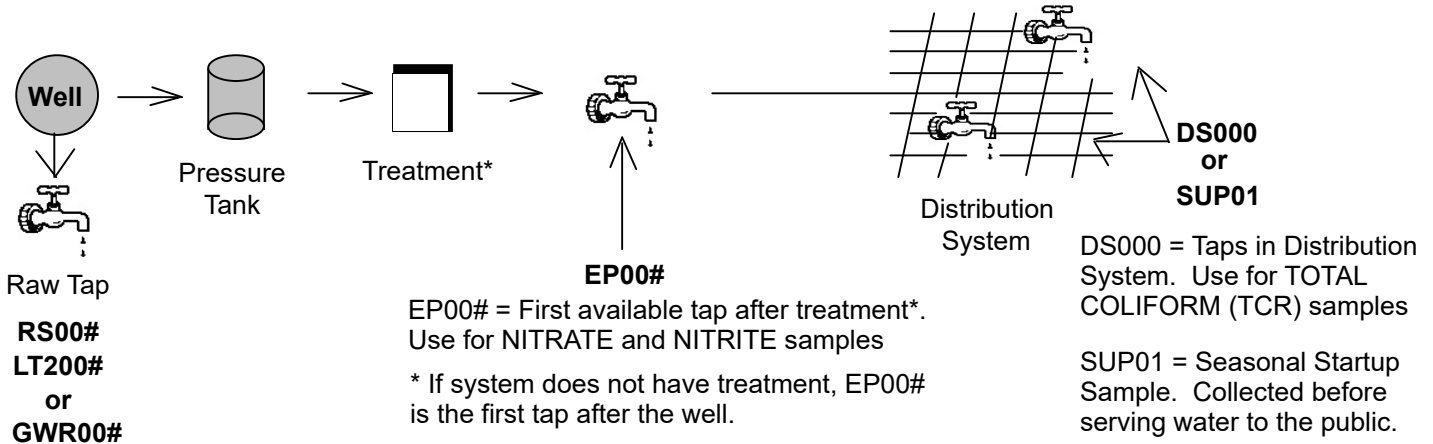 Well
Pressure
Tank
Treatment*
Raw Tap
RS00#
LT200#
or
GWR00#
EP00#
EP00# = First available tap after treatment*.
Use for NITRATE and NITRITE samples
* If system does not have treatment, EP00#
is the first tap after the well.
Distribution
System
DS000
or
SUP01
DS000 = Taps in Distribution
System. Use for TOTAL
COLIFORM (TCR) samples
SUP01 = Seasonal Startup
Sample. Collected before
serving water to the public.